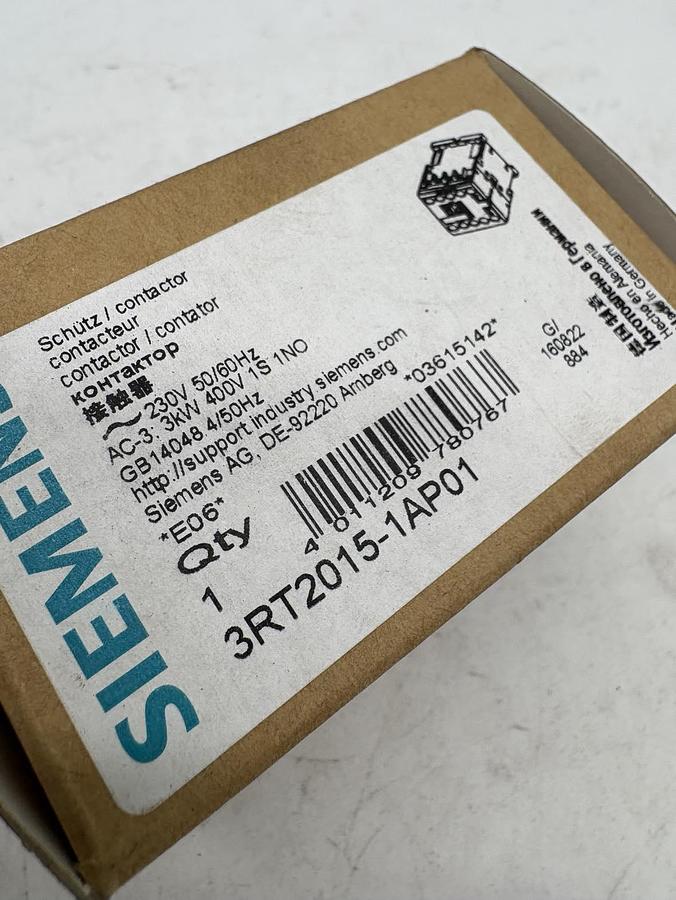 SIEMENS
Schütz / contactor
contacteur
contactor / contator
контактор
接触器
230V 50/60Hz
AC-3: 3kW 400V 1S 1NO
GB14048.4/50Hz
http://support.industry.siemens.com
Siemens AG, DE-92220 Amberg
*E06*
*03615142*
Qty
1
4 011209 780767
3RT2015-1AP01
G/
160822
884
Made in Germany
Hecho en Alemania
Изготовлено в Германии
德国制造